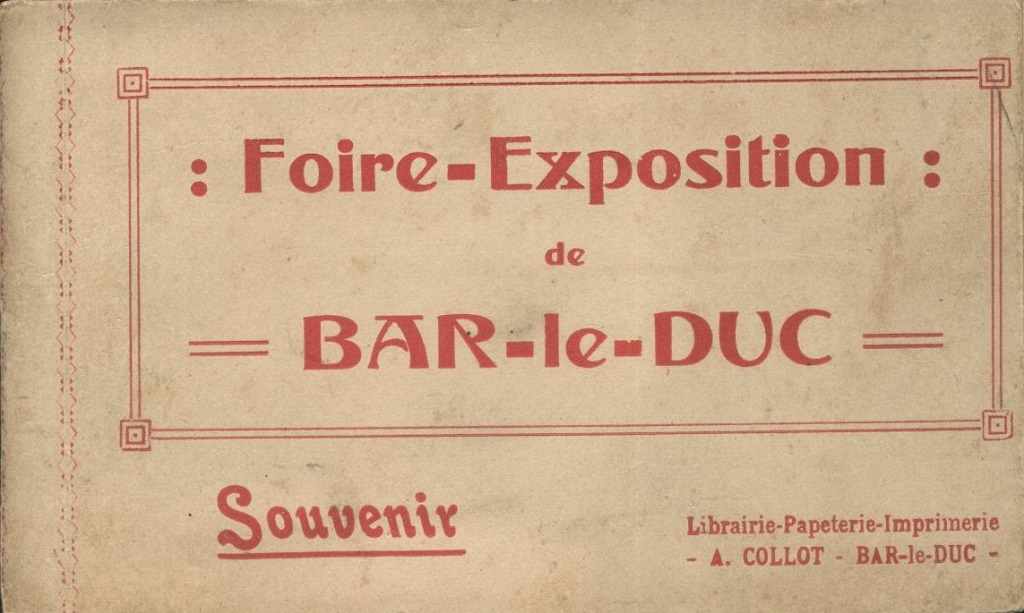 : Foire-Exposition :
de
BAR-le-DUC
Souvenir
Librairie-Papeterie-Imprimerie
- A. COLLOT - BAR-le-DUC -